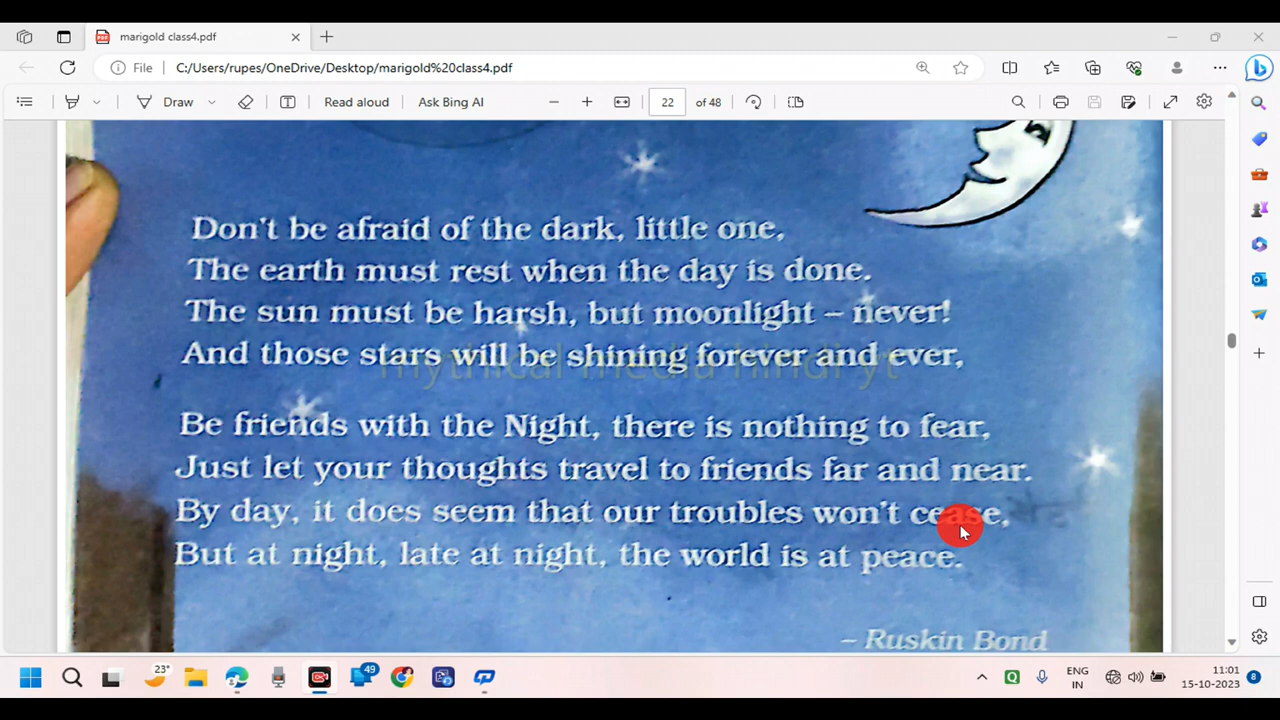 marigold class4.pdf
File C:/Users/rupes/OneDrive/Desktop/marigold%20class4.pdf
Draw Read aloud Ask Bing AI 22 of 48
Don't be afraid of the dark, little one,
The earth must rest when the day is done.
The sun must be harsh, but moonlight – never!
And those stars will be shining forever and ever,
mythical media hindi yt
Be friends with the Night, there is nothing to fear,
Just let your thoughts travel to friends far and near.
By day, it does seem that our troubles won't cease,
But at night, late at night, the world is at peace.
– Ruskin Bond
23° 49 ENG 11:01
IN 15-10-2023 8